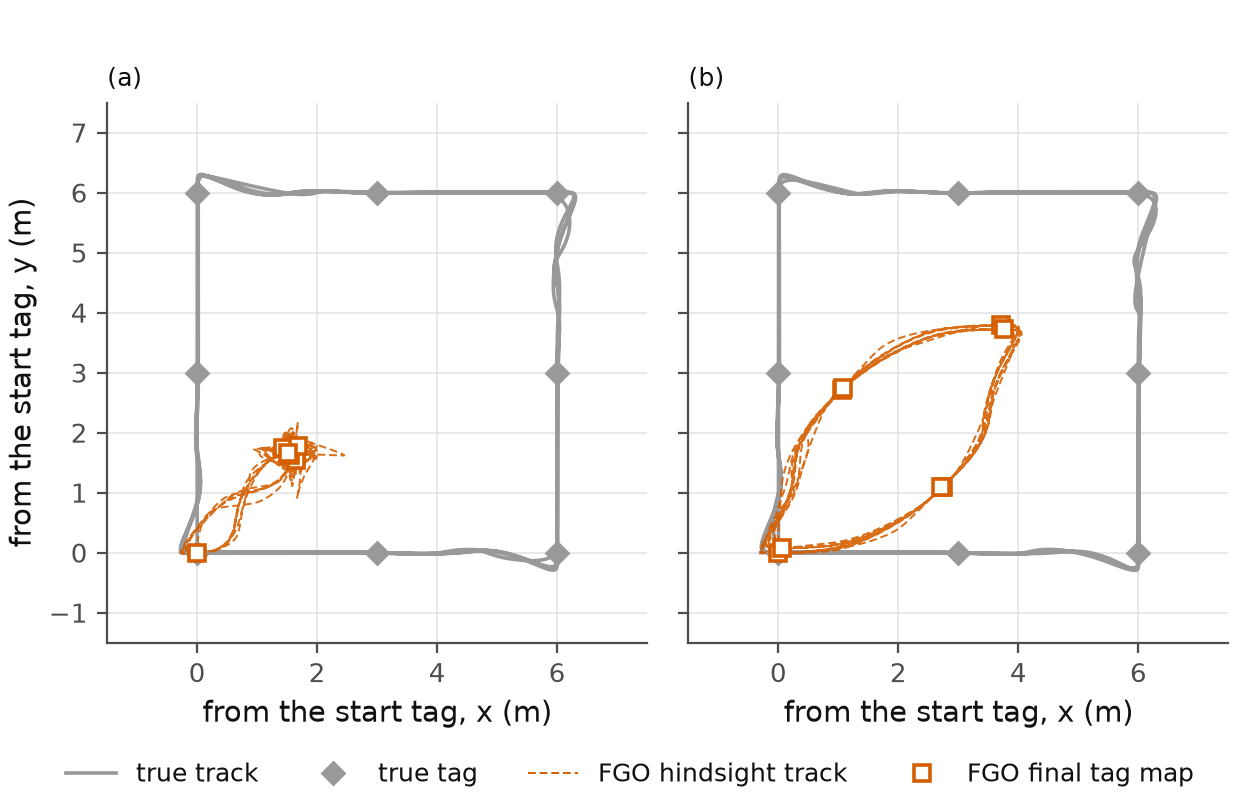 (a) (b)
from the start tag, y (m)
7
6
5
4
3
2
1
0
−1
0 2 4 6
0 2 4 6
from the start tag, x (m)
from the start tag, x (m)
true track
true tag
FGO hindsight track
FGO final tag map